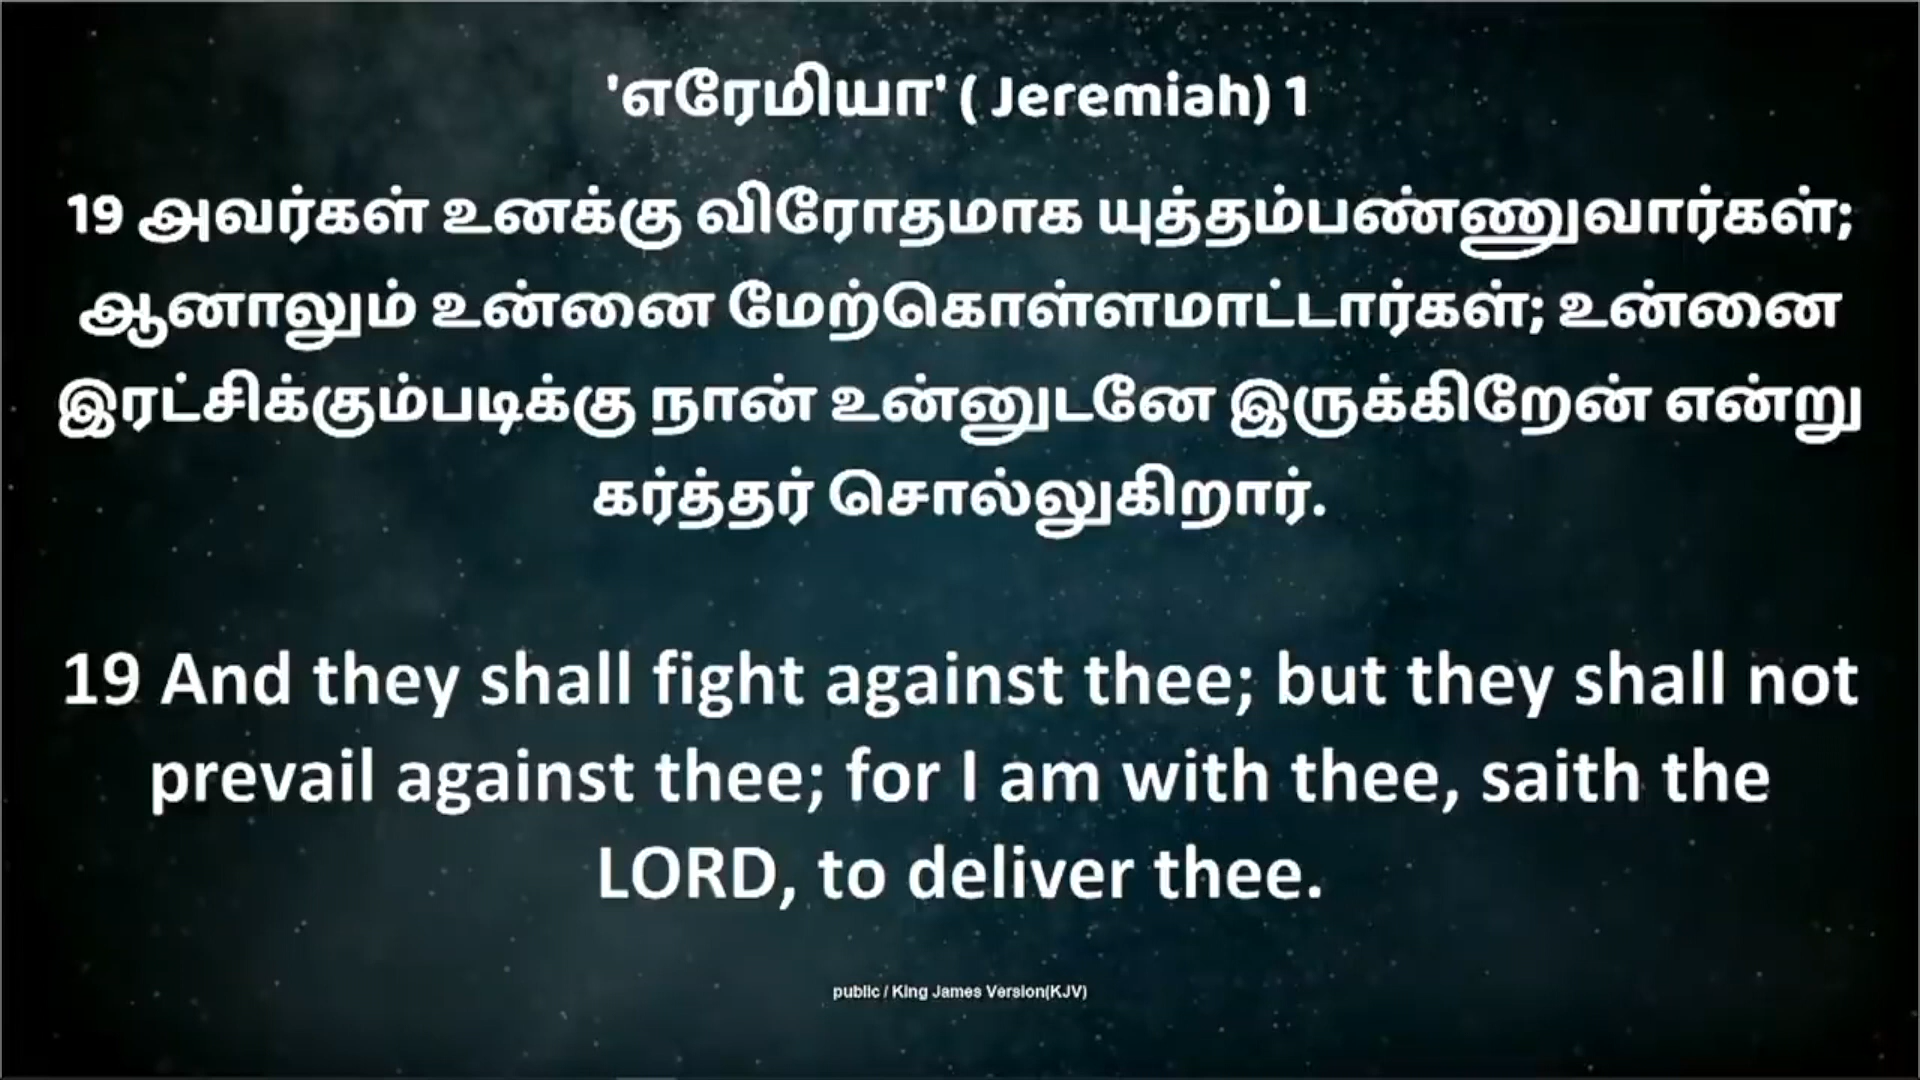 'எரேமியா' ( Jeremiah) 1
19 அவர்கள் உனக்கு விரோதமாக யுத்தம்பண்ணுவார்கள்;
ஆனாலும் உன்னை மேற்கொள்ளமாட்டார்கள்; உன்னை
இரட்சிக்கும்படிக்கு நான் உன்னுடனே இருக்கிறேன் என்று
கர்த்தர் சொல்லுகிறார்.
19 And they shall fight against thee; but they shall not
prevail against thee; for I am with thee, saith the
LORD, to deliver thee.
public / King James Version(KJV)